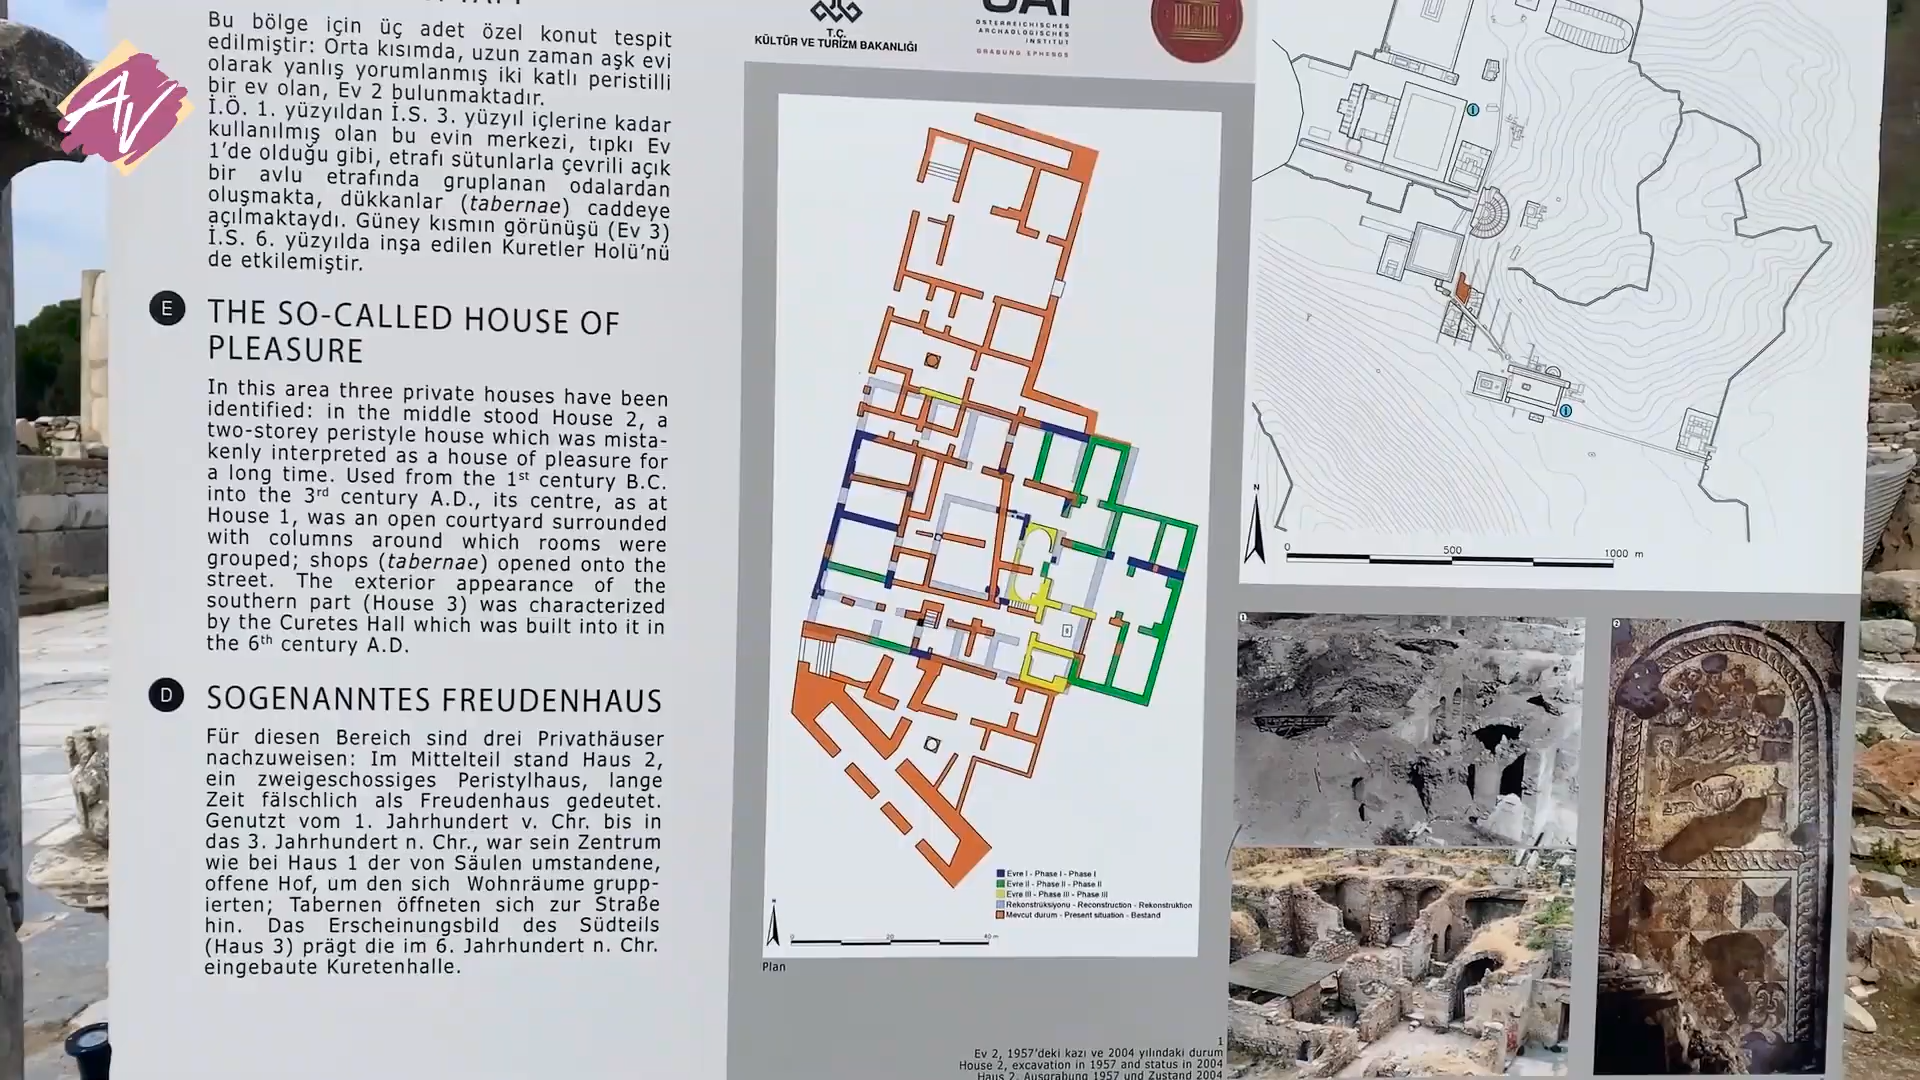 AV
Bu bölge için üç adet özel konut tespit
edilmiştir: Orta kısımda, uzun zaman aşk evi
olarak yanlış yorumlanmış iki katlı peristilli
bir ev olan, Ev 2 bulunmaktadır.
İ.Ö. 1. yüzyıldan İ.S. 3. yüzyıl içlerine kadar
kullanılmış olan bu evin merkezi, tıpkı Ev
1'de olduğu gibi, etrafı sütunlarla çevrili açık
bir avlu etrafında gruplanan odalardan
oluşmakta, dükkanlar (tabernae) caddeye
açılmaktaydı. Güney kısmın görünüşü (Ev 3)
İ.S. 6. yüzyılda inşa edilen Kuretler Holü'nü
de etkilemiştir.
E THE SO-CALLED HOUSE OF
PLEASURE
In this area three private houses have been
identified: in the middle stood House 2, a
two-storey peristyle house which was mista-
kenly interpreted as a house of pleasure for
a long time. Used from the 1st century B.C.
into the 3rd century A.D., its centre, as at
House 1, was an open courtyard surrounded
with columns around which rooms were
grouped; shops (tabernae) opened onto the
street. The exterior appearance of the
southern part (House 3) was characterized
by the Curetes Hall which was built into it in
the 6th century A.D.
D SOGENANNTES FREUDENHAUS
Für diesen Bereich sind drei Privathäuser
nachzuweisen: Im Mittelteil stand Haus 2,
ein zweigeschossiges Peristylhaus, lange
Zeit fälschlich als Freudenhaus gedeutet.
Genutzt vom 1. Jahrhundert v. Chr. bis in
das 3. Jahrhundert n. Chr., war sein Zentrum
wie bei Haus 1 der von Säulen umstandene,
offene Hof, um den sich Wohnräume grupp-
ierten; Tabernen öffneten sich zur Straße
hin. Das Erscheinungsbild des Südteils
(Haus 3) prägt die im 6. Jahrhundert n. Chr.
eingebaute Kuretenhalle.
T.C.
KÜLTÜR VE TURİZM BAKANLIĞI
ÖAI
ÖSTERREICHISCHES
ARCHÄOLOGISCHES
INSTITUT
GRABUNG EPHESOS
Evre I - Phase I - Phase I
Evre II - Phase II - Phase II
Evre III - Phase III - Phase III
Rekonstrüksiyonu - Reconstruction - Rekonstruktion
Mevcut durum - Present situation - Bestand
0 20 40 m
Plan
N
0 500 1000 m
1
2
1
Ev 2, 1957'deki kazı ve 2004 yılındaki durum
House 2, excavation in 1957 and status in 2004
Haus 2, Ausgrabung 1957 und Zustand 2004